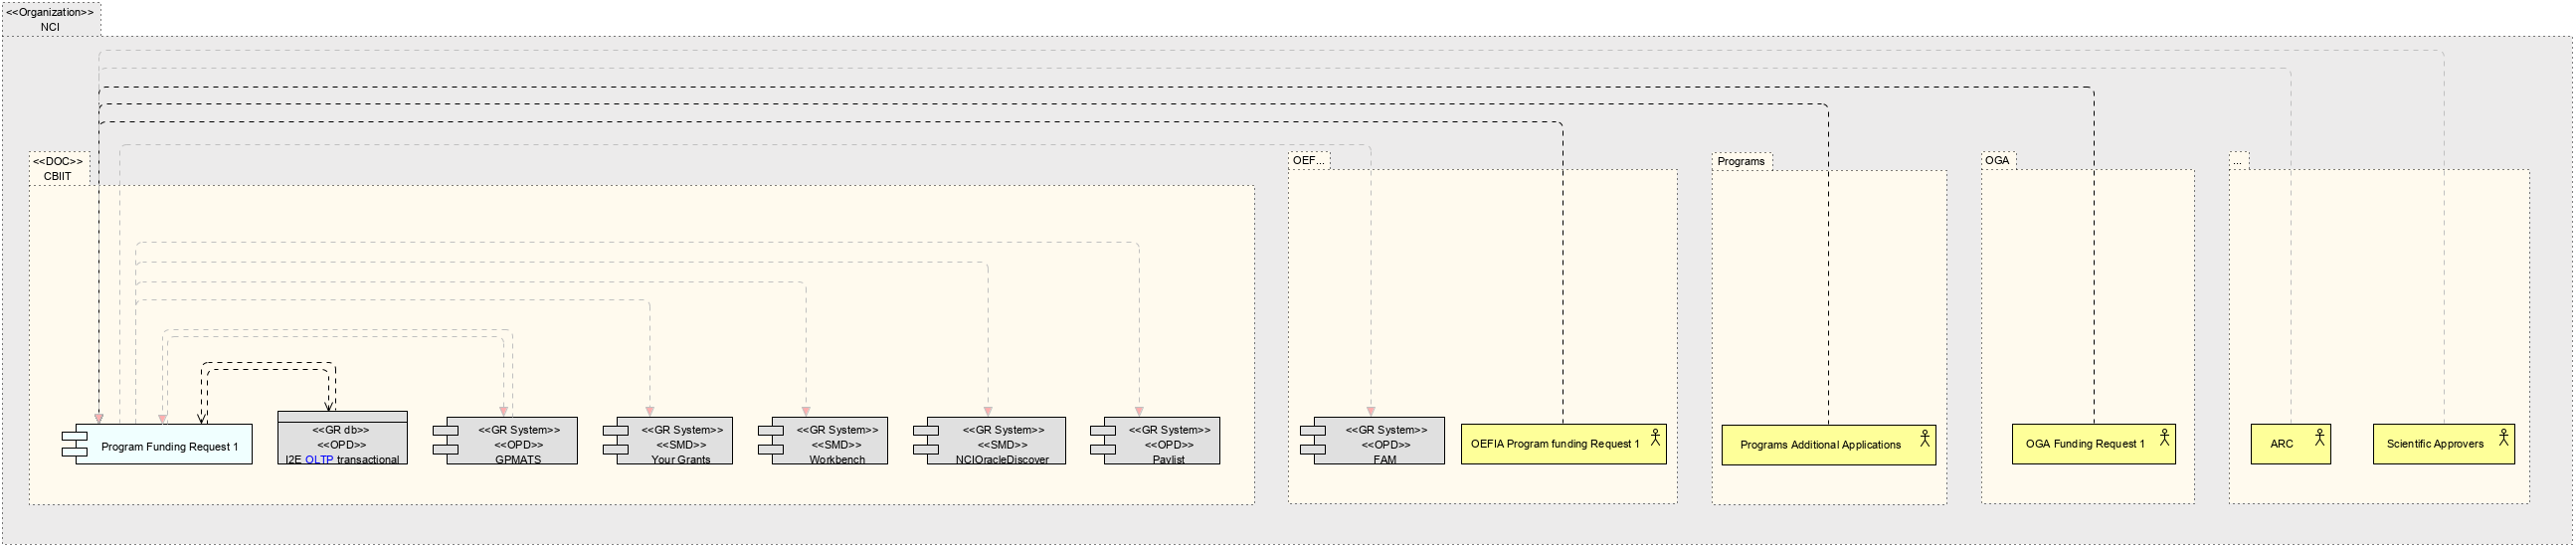 <<Organization>>
NCI
<<DOC>>
CBIIT
OEF...
Programs
OGA
...
Program Funding Request 1
<<GR db>>
<<OPD>>
I2E OLTP transactional
<<GR System>>
<<OPD>>
GPMATS
<<GR System>>
<<SMD>>
Your Grants
<<GR System>>
<<SMD>>
Workbench
<<GR System>>
<<SMD>>
NCIOracleDiscover
<<GR System>>
<<OPD>>
Paylist
<<GR System>>
<<OPD>>
FAM
OEFIA Program funding Request 1
Programs Additional Applications
OGA Funding Request 1
ARC
Scientific Approvers